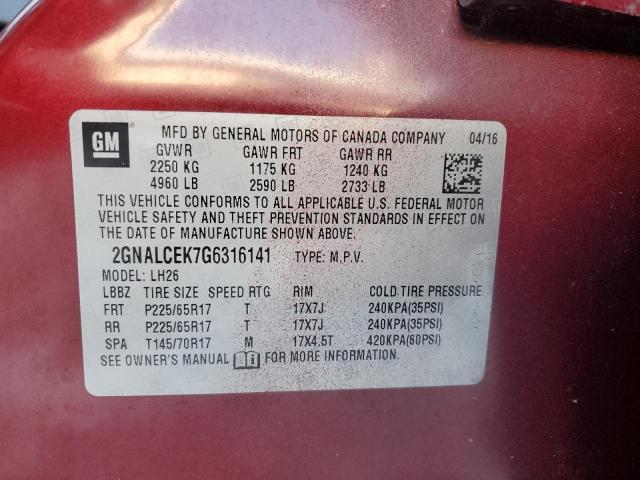 GM
MFD BY GENERAL MOTORS OF CANADA COMPANY 04/16
GVWR GAWR FRT GAWR RR
2250 KG 1175 KG 1240 KG
4960 LB 2590 LB 2733 LB
THIS VEHICLE CONFORMS TO ALL APPLICABLE U.S. FEDERAL MOTOR
VEHICLE SAFETY AND THEFT PREVENTION STANDARDS IN EFFECT ON
THE DATE OF MANUFACTURE SHOWN ABOVE.
2GNALCEK7G6316141 TYPE: M.P.V.
MODEL: LH26
LBBZ TIRE SIZE SPEED RTG RIM COLD TIRE PRESSURE
FRT P225/65R17 T 17X7J 240KPA(35PSI)
RR P225/65R17 T 17X7J 240KPA(35PSI)
SPA T145/70R17 M 17X4.5T 420KPA(60PSI)
SEE OWNER'S MANUAL FOR MORE INFORMATION.